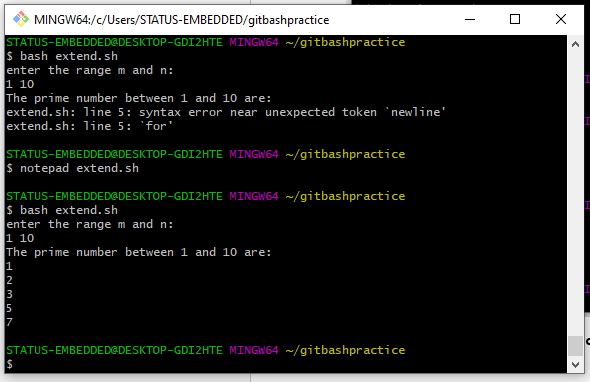 MINGW64:/c/Users/STATUS-EMBEDDED/gitbashpractice
STATUS-EMBEDDED@DESKTOP-GDI2HTE MINGW64 ~/gitbashpractice
$ bash extend.sh
enter the range m and n:
1 10
The prime number between 1 and 10 are:
extend.sh: line 5: syntax error near unexpected token `newline'
extend.sh: line 5: `for'
STATUS-EMBEDDED@DESKTOP-GDI2HTE MINGW64 ~/gitbashpractice
$ notepad extend.sh
STATUS-EMBEDDED@DESKTOP-GDI2HTE MINGW64 ~/gitbashpractice
$ bash extend.sh
enter the range m and n:
1 10
The prime number between 1 and 10 are:
1
2
3
5
7
STATUS-EMBEDDED@DESKTOP-GDI2HTE MINGW64 ~/gitbashpractice
$